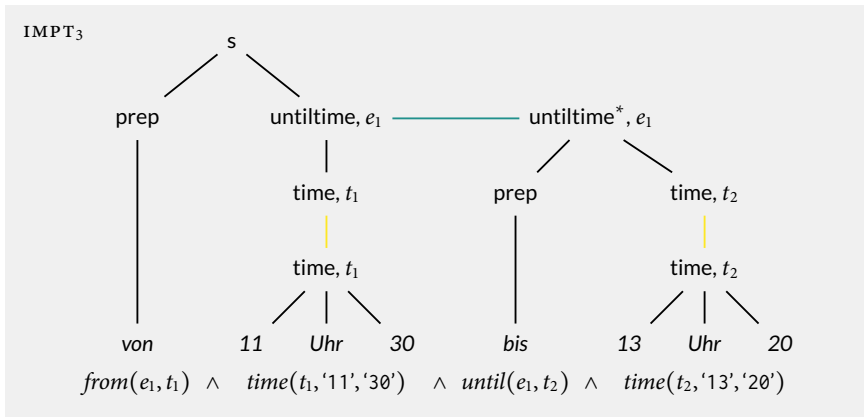 IMPT₃
s
prep untiltime, e₁ untiltime*, e₁
time, t₁ prep time, t₂
time, t₁ time, t₂
von 11 Uhr 30 bis 13 Uhr 20
from(e₁, t₁) ∧ time(t₁, ‘11’, ‘30’) ∧ until(e₁, t₂) ∧ time(t₂, ‘13’, ‘20’)